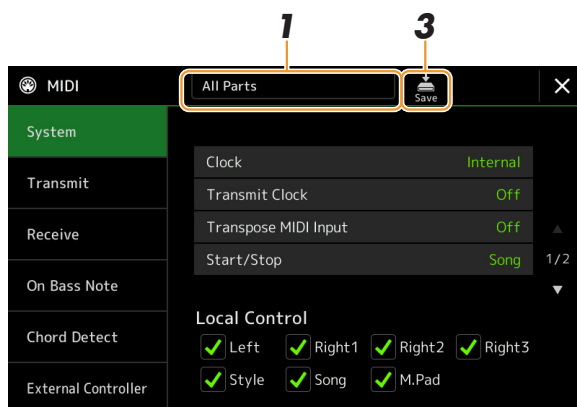 1 3
MIDI All Parts Save
System
Clock Internal
Transmit Transmit Clock Off
Transpose MIDI Input Off
Receive
Start/Stop Song 1/2
On Bass Note
Local Control
Chord Detect Left Right1 Right2 Right3
External Controller Style Song M.Pad